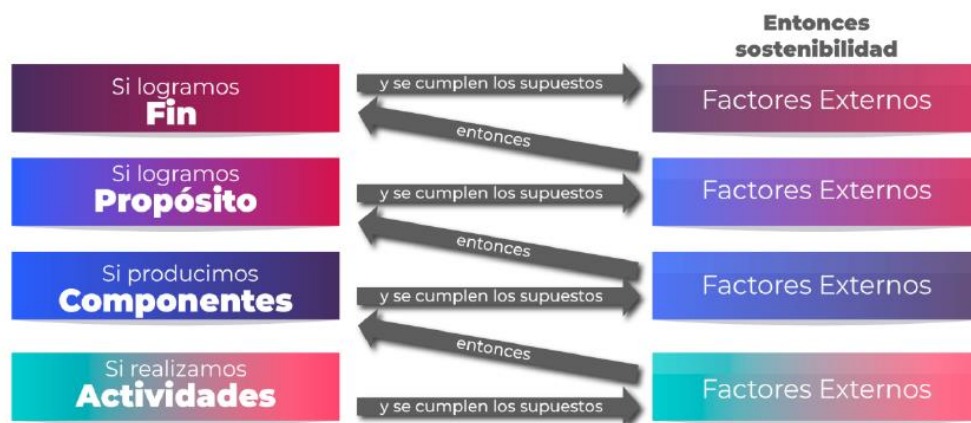 Entonces
sostenibilidad
Si logramos
Fin
y se cumplen los supuestos
Factores Externos
entonces
Si logramos
Propósito
y se cumplen los supuestos
Factores Externos
entonces
Si producimos
Componentes
y se cumplen los supuestos
Factores Externos
entonces
Si realizamos
Actividades
y se cumplen los supuestos
Factores Externos